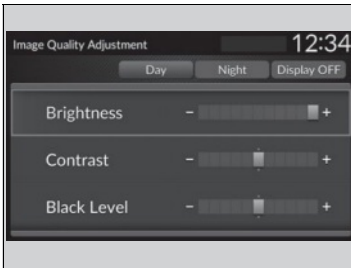 Image Quality Adjustment 12:34
Day Night Display OFF
Brightness - +
Contrast - +
Black Level - +